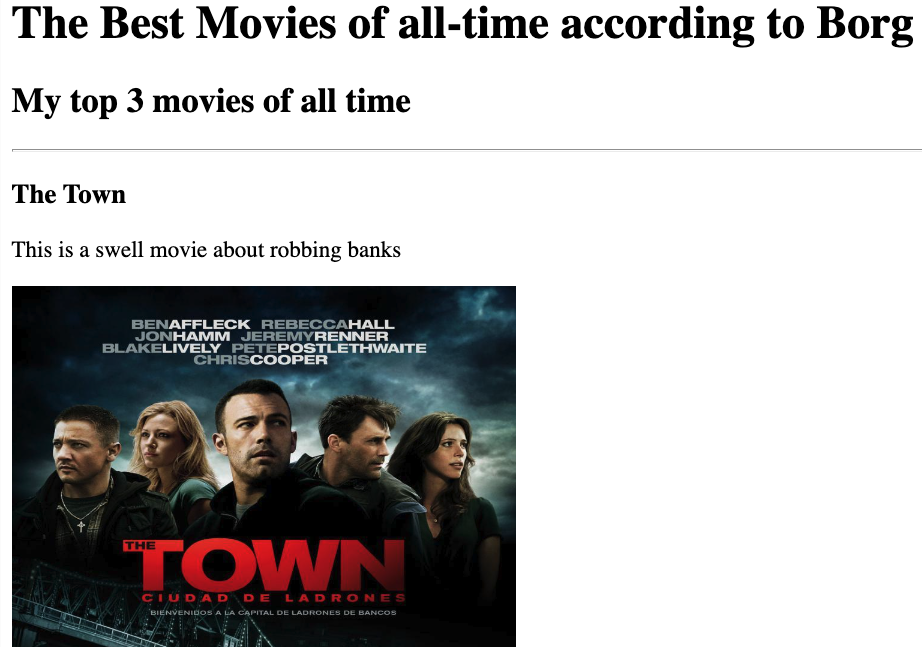 The Best Movies of all-time according to Borg
My top 3 movies of all time
The Town
This is a swell movie about robbing banks
BENAFFLECK REBECCAHALL
JONHAMM JEREMYRENNER
BLAKELIVELY PETEPOSTLETHWAITE
CHRISCOOPER
THE
TOWN
CIUDAD DE LADRONES
BIENVENIDOS A LA CAPITAL DE LADRONES DE BANCOS